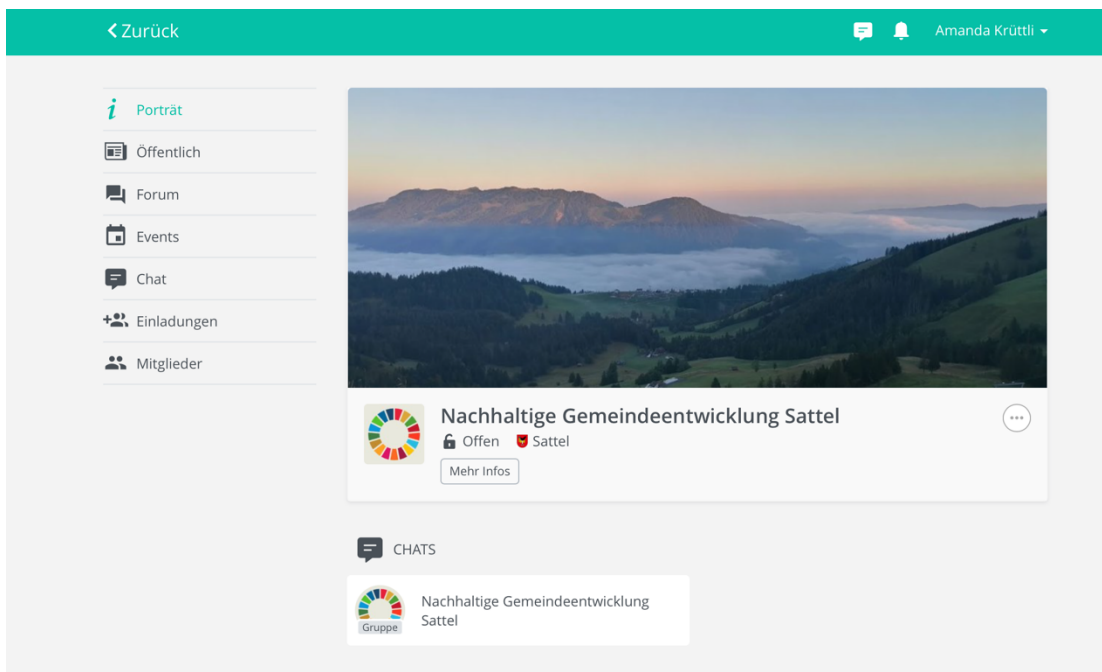 Zurück
Amanda Krüttli
Porträt
Öffentlich
Forum
Events
Chat
Einladungen
Mitglieder
Nachhaltige Gemeindeentwicklung Sattel
Offen Sattel
Mehr Infos
CHATS
Nachhaltige Gemeindeentwicklung
Sattel
Gruppe